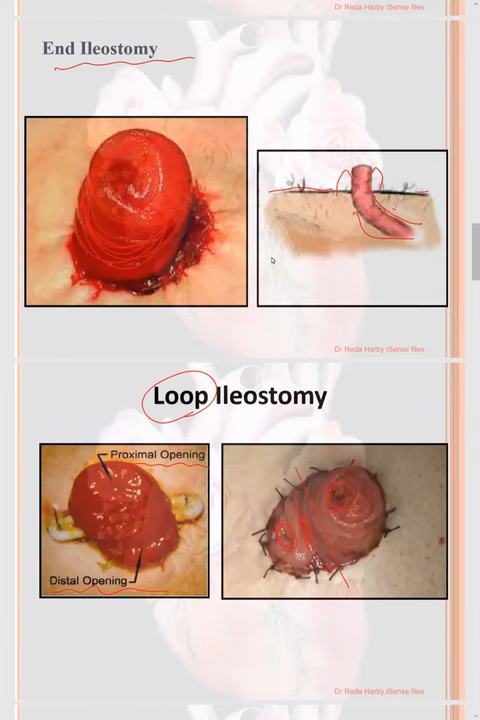 Dr Reda Harby iSense files
End Ileostomy
Dr Reda Harby iSense files
Loop Ileostomy
Proximal Opening
Distal Opening
Dr Reda Harby iSense files